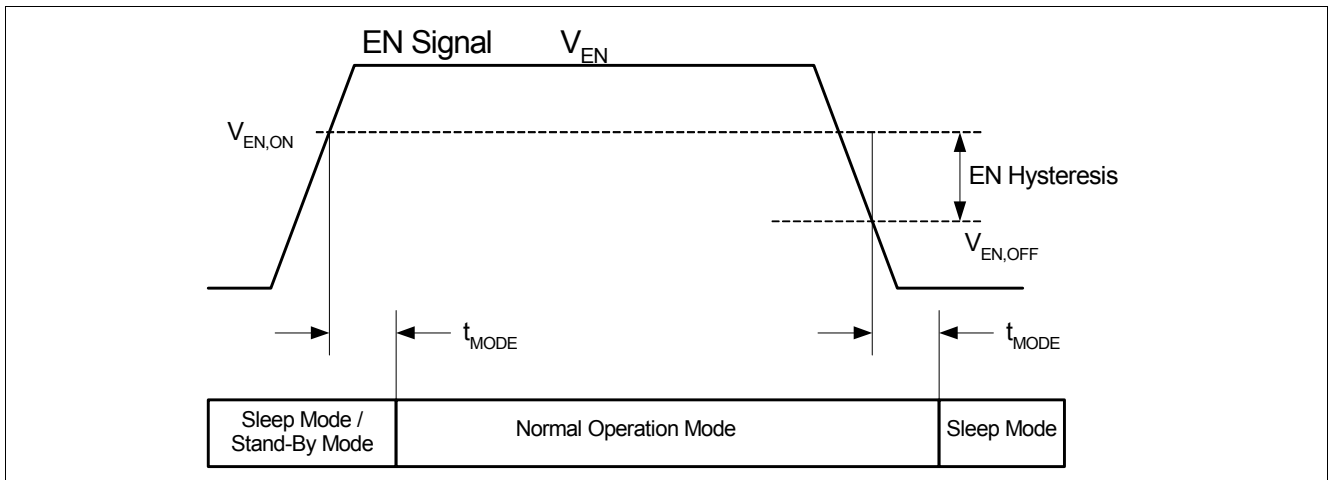 EN Signal V_EN
V_EN,ON
EN Hysteresis
V_EN,OFF
t_MODE
t_MODE
Sleep Mode /
Stand-By Mode
Normal Operation Mode
Sleep Mode